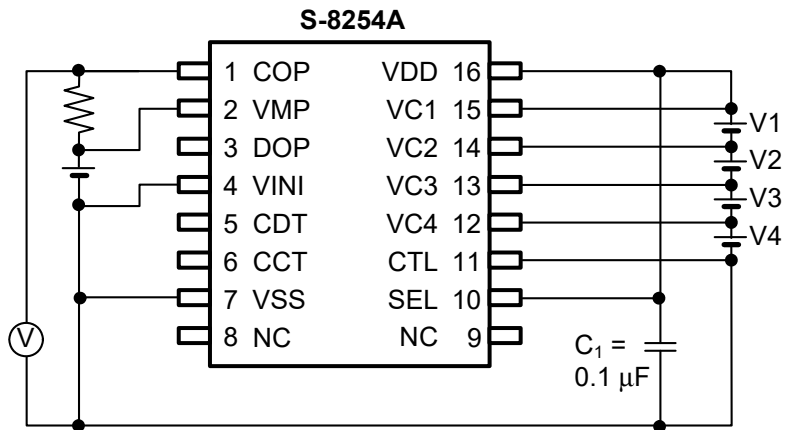 S-8254A
1 COP VDD 16
2 VMP VC1 15
3 DOP VC2 14
4 VINI VC3 13
5 CDT VC4 12
6 CCT CTL 11
7 VSS SEL 10
8 NC NC 9
V1
V2
V3
V4
V
C₁ =
0.1 μF